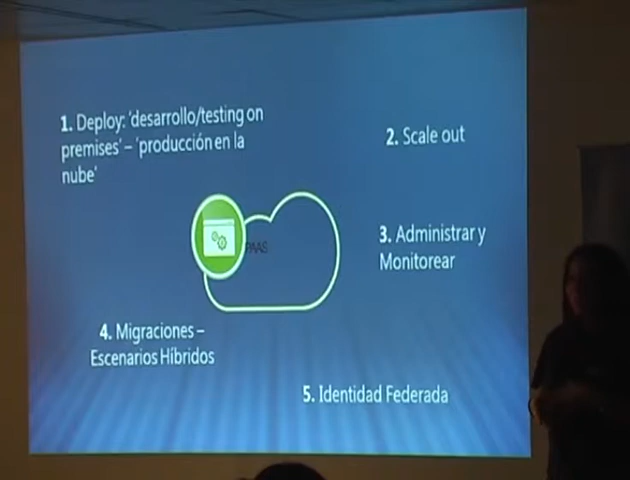 1. Deploy: 'desarrollo/testing on
premises' – 'producción en la
nube'
2. Scale out
PAAS
3. Administrar y
Monitorear
4. Migraciones –
Escenarios Híbridos
5. Identidad Federada